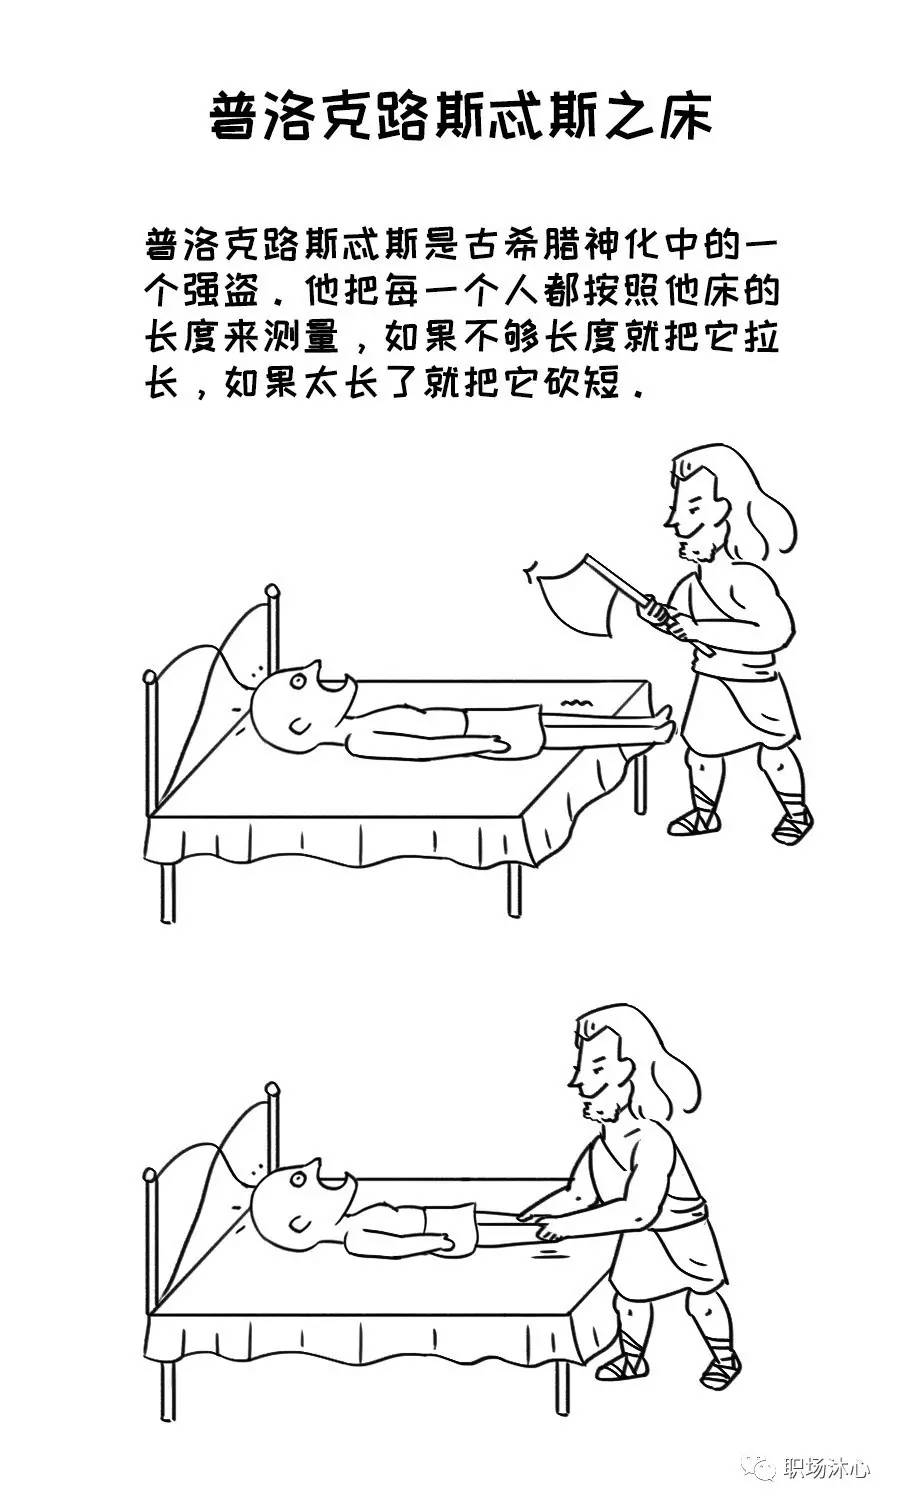 普洛克路斯忒斯之床
普洛克路斯忒斯是古希腊神化中的一
个强盗．他把每一个人都按照他床的
长度来测量，如果不够长度就把它拉
长，如果太长了就把它砍短．
职场沐心